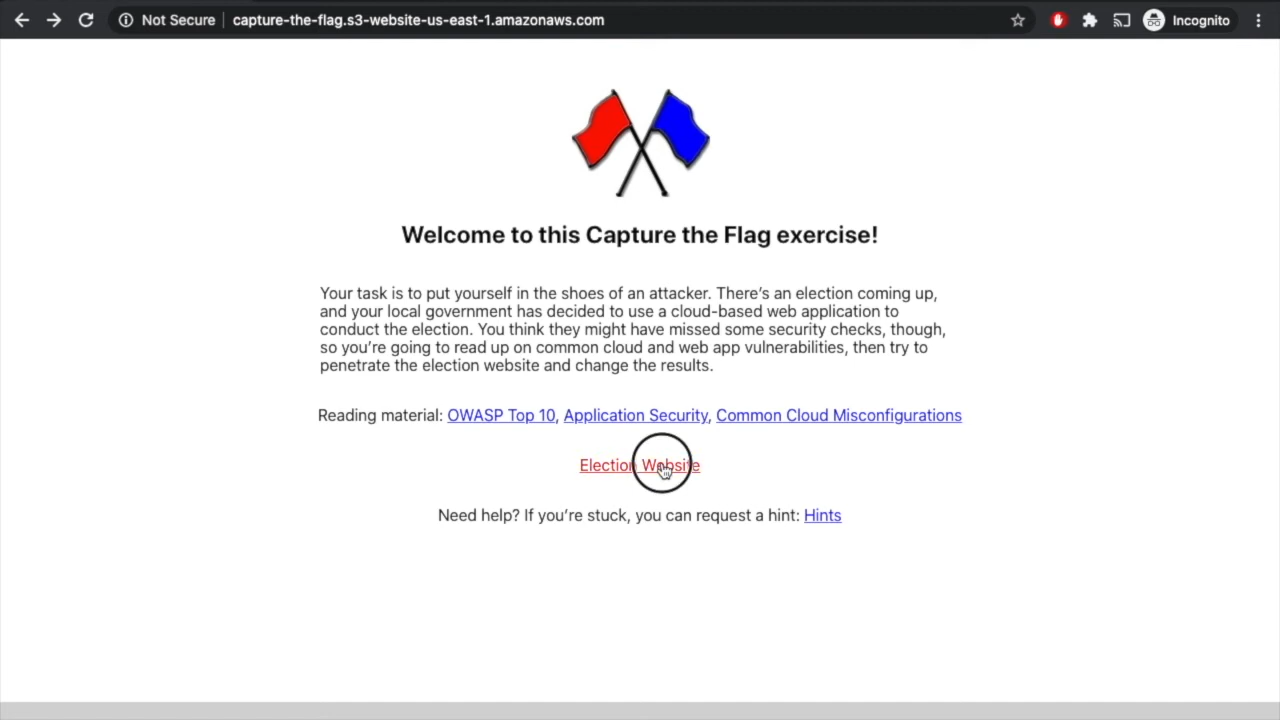 Not Secure capture-the-flag.s3-website-us-east-1.amazonaws.com Incognito
Welcome to this Capture the Flag exercise!
Your task is to put yourself in the shoes of an attacker. There’s an election coming up,
and your local government has decided to use a cloud-based web application to
conduct the election. You think they might have missed some security checks, though,
so you’re going to read up on common cloud and web app vulnerabilities, then try to
penetrate the election website and change the results.
Reading material: OWASP Top 10, Application Security, Common Cloud Misconfigurations
Election Website
Need help? If you’re stuck, you can request a hint: Hints